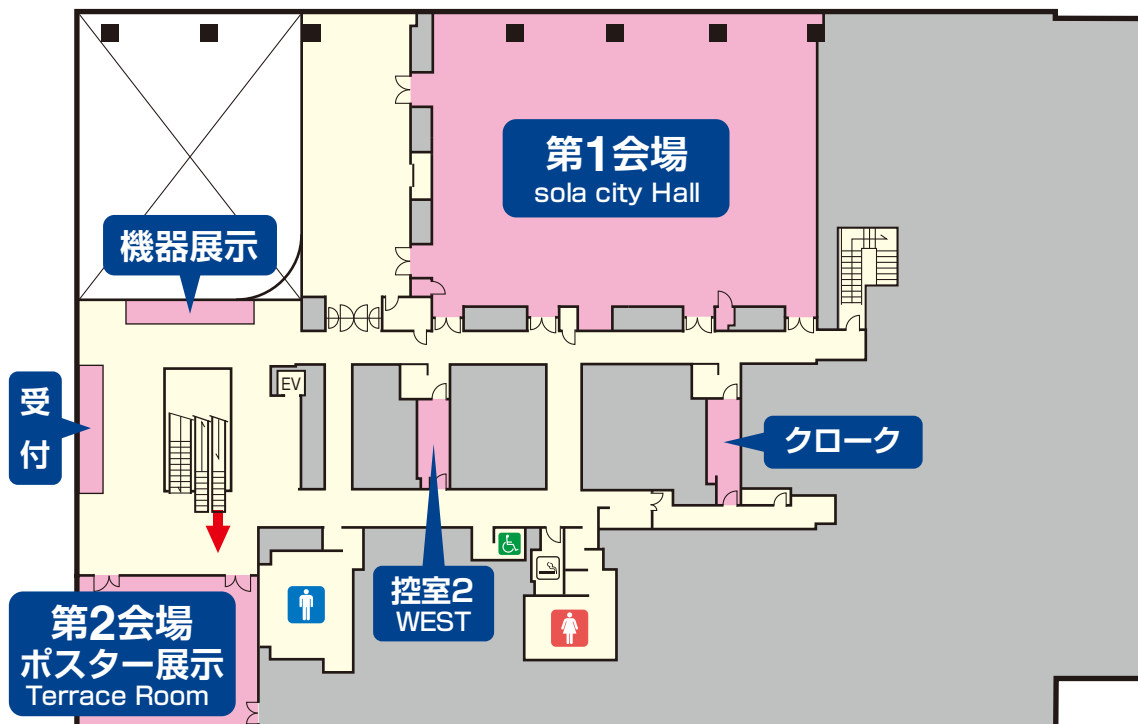 第1会場
sola city Hall
機器展示
受
付
EV
クローク
控室2
WEST
第2会場
ポスター展示
Terrace Room